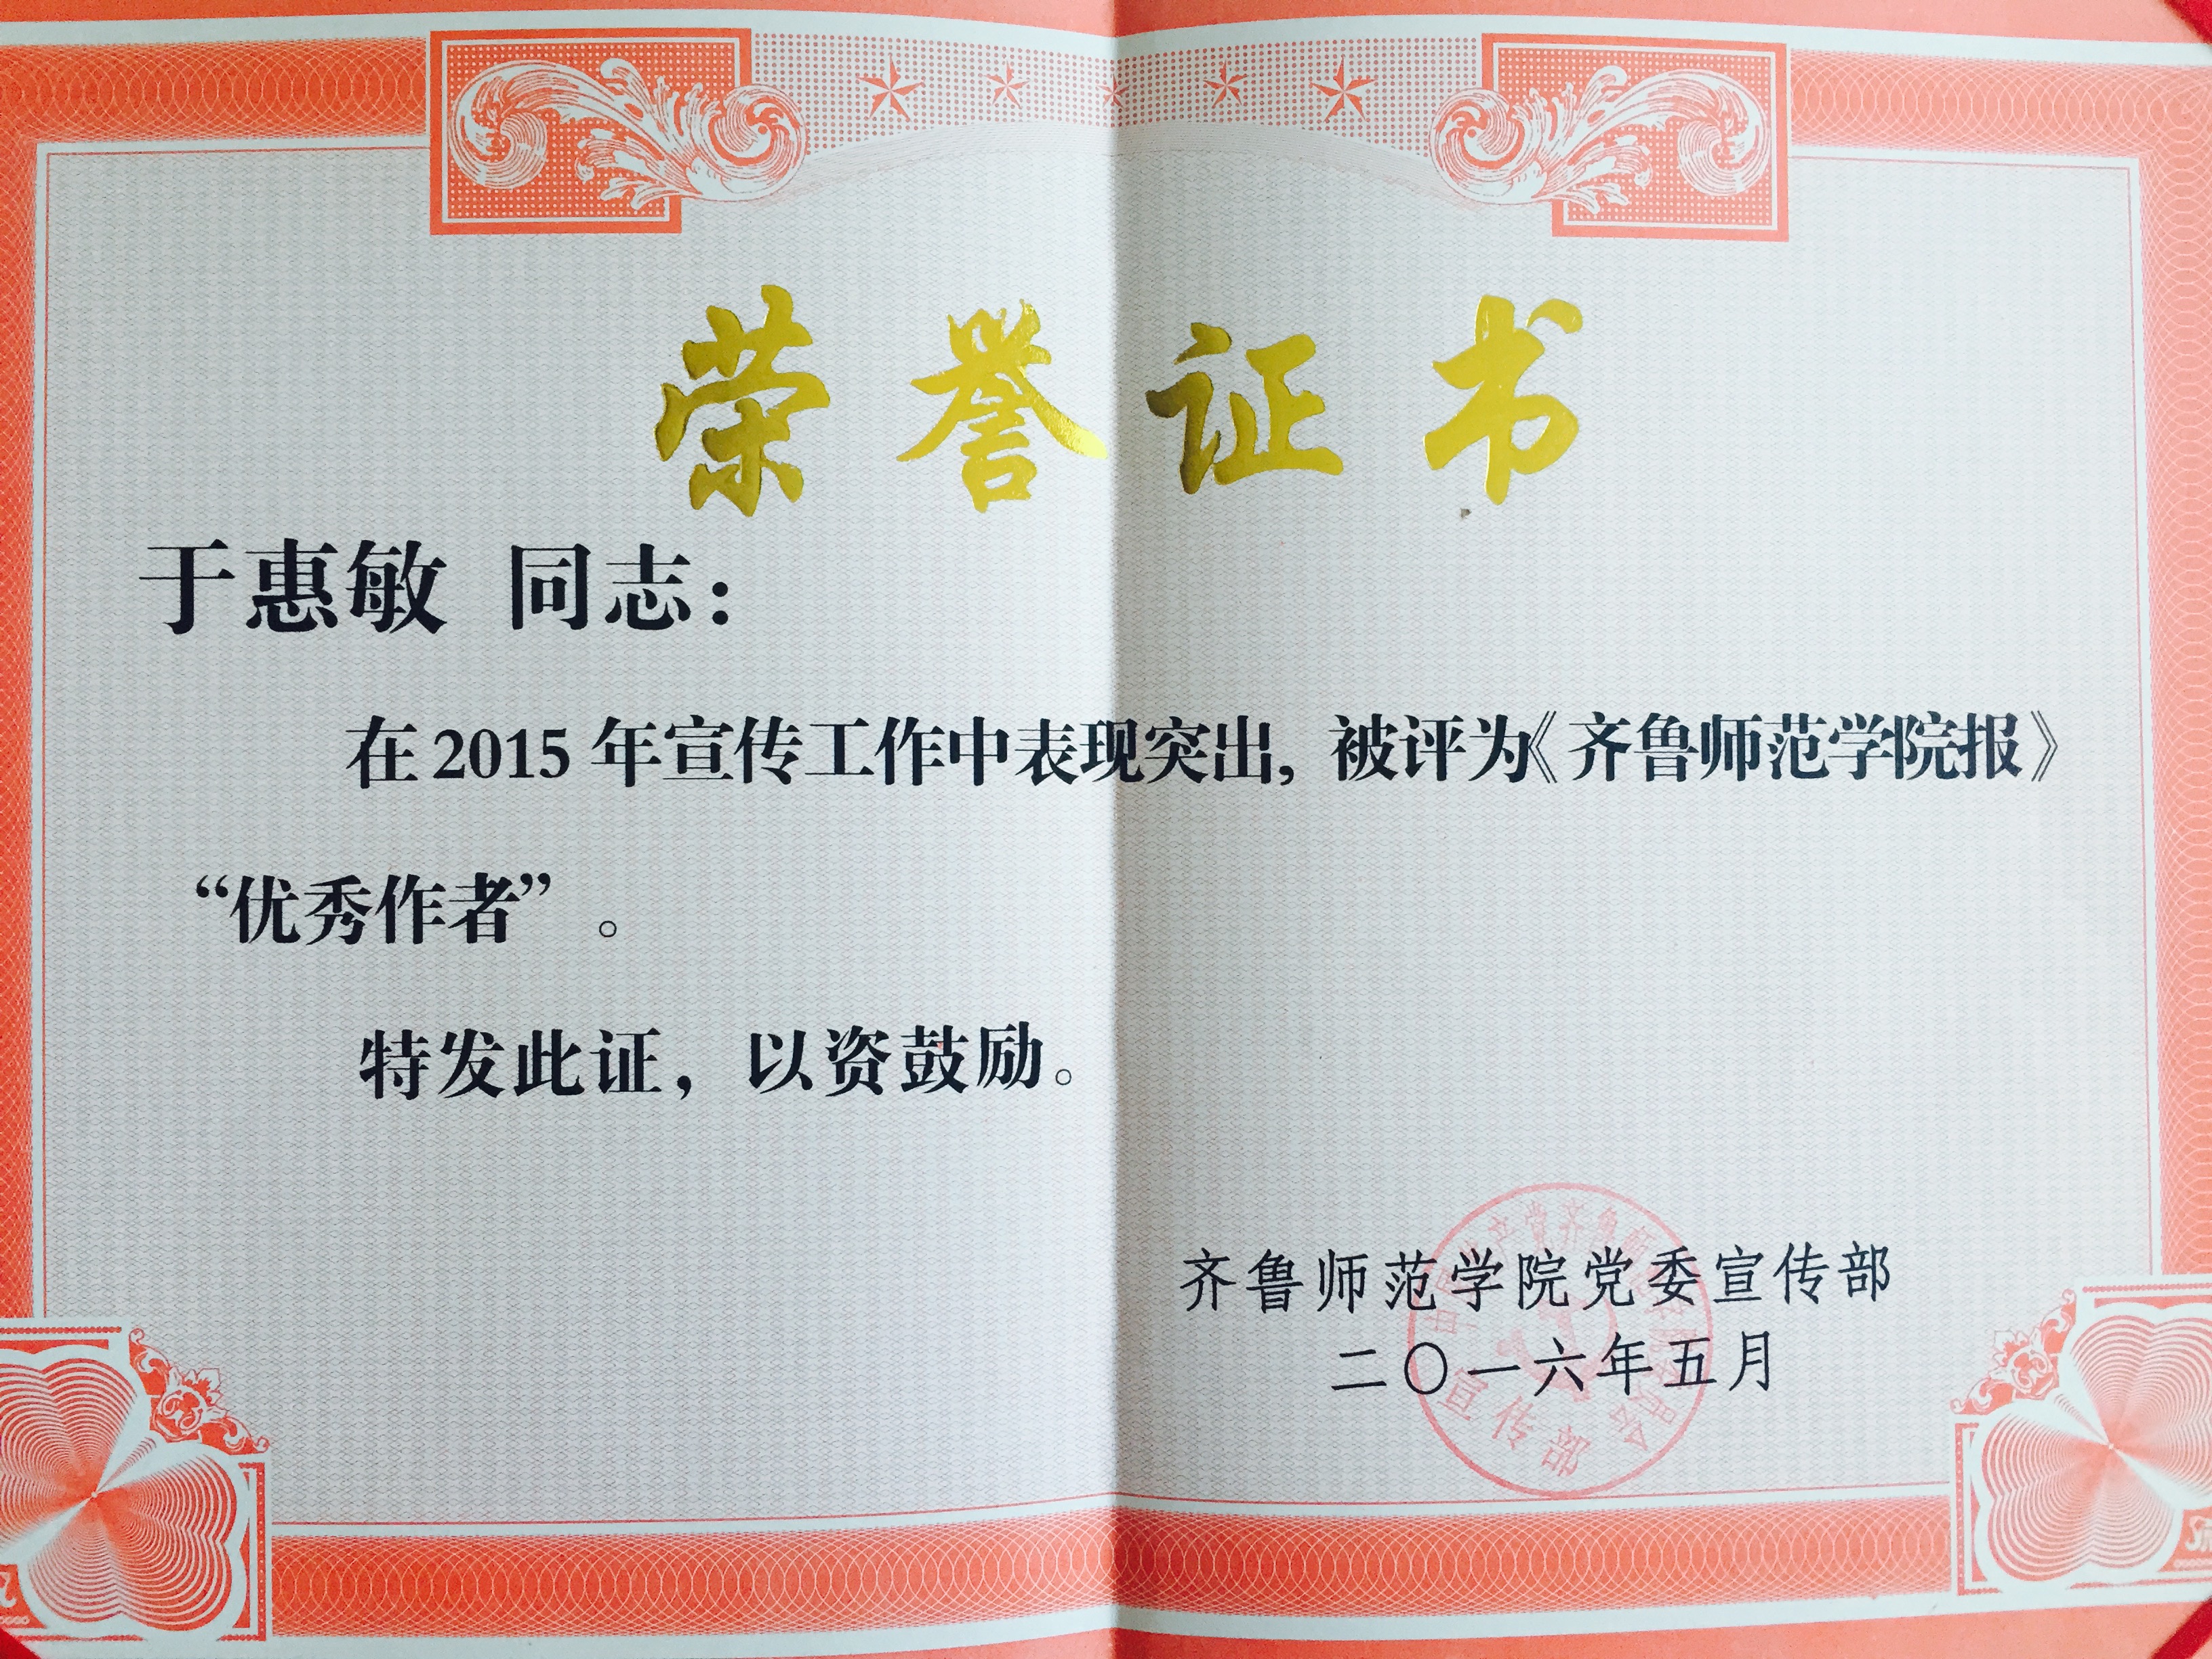 荣誉证书
于惠敏 同志：
在2015年宣传工作中表现突出，被评为《齐鲁师范学院报》
“优秀作者”。
特发此证，以资鼓励。
齐鲁师范学院党委宣传部
二〇一六年五月
宣传部